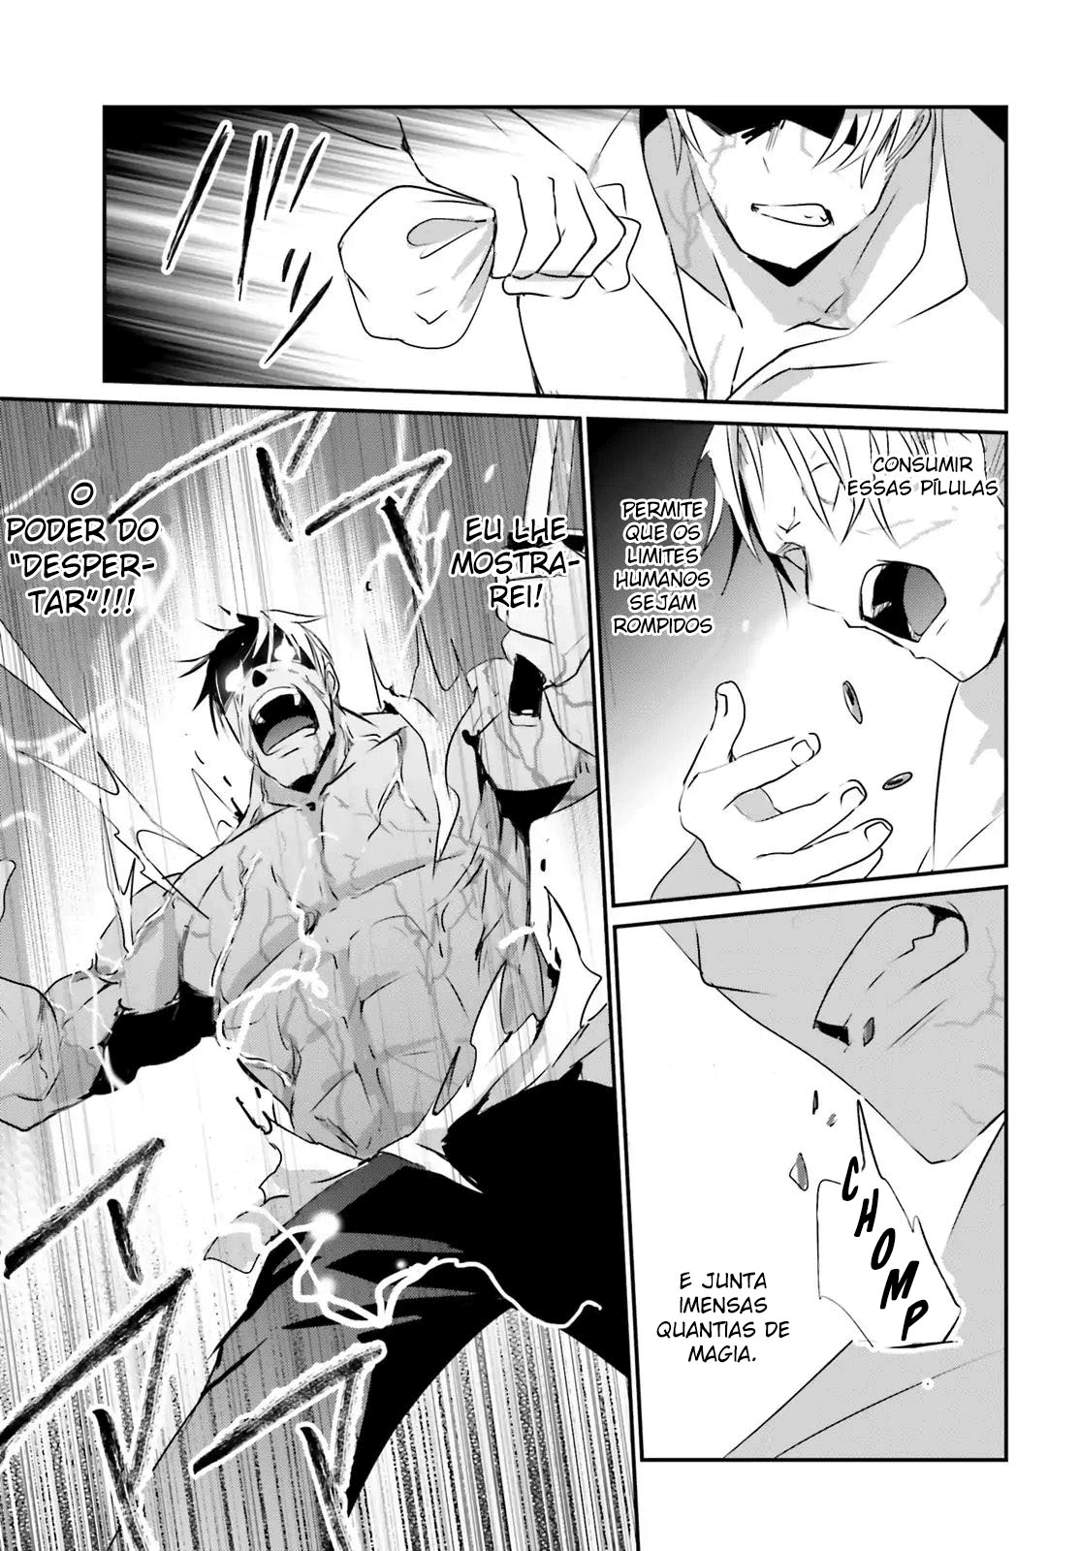 CONSUMIR
ESSAS PÍLULAS
PERMITE
QUE OS
LIMITES
HUMANOS
SEJAM
ROMPIDOS
CHOMP
E JUNTA
IMENSAS
QUANTIAS DE
MAGIA.
EU LHE
MOSTRA-
REI!
O
PODER DO
"DESPER-
TAR"!!!